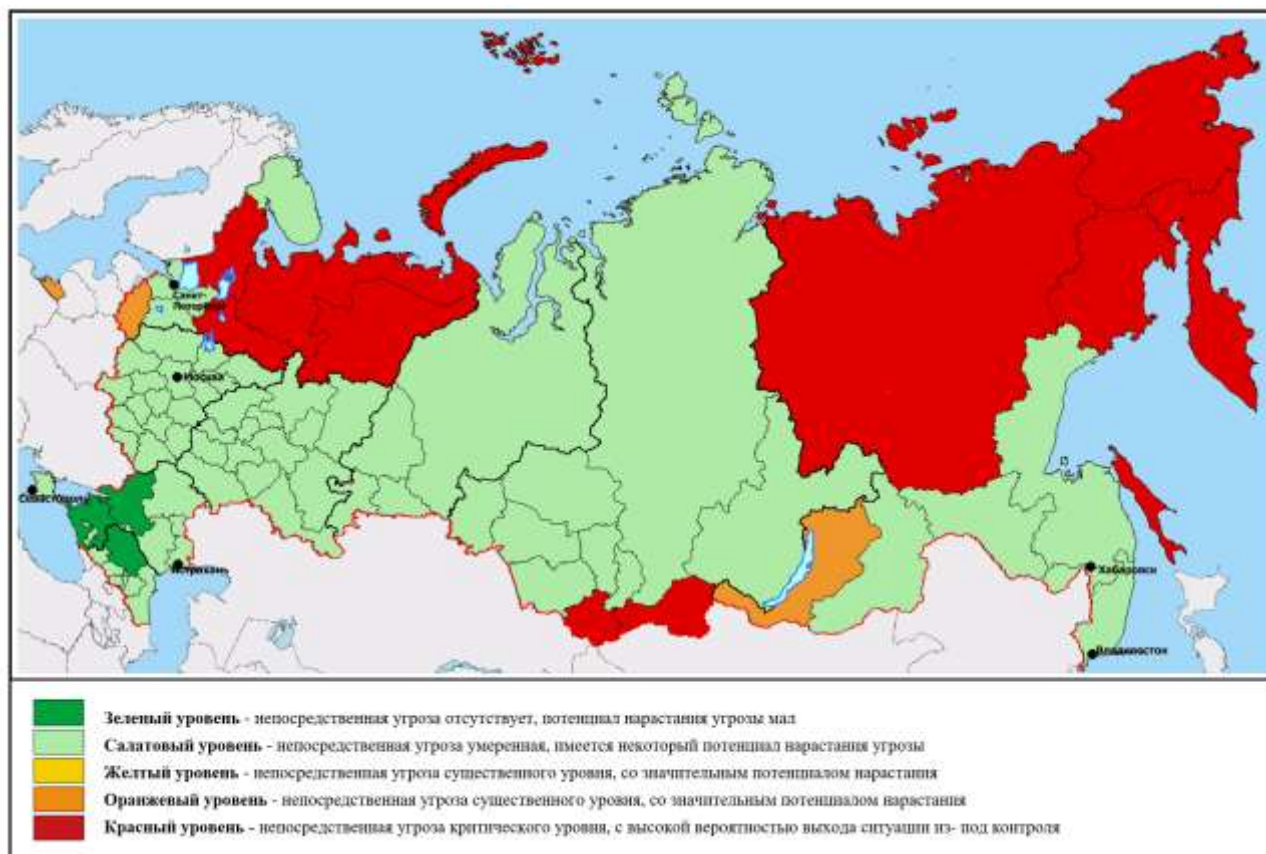 Санкт-
Петербург
Москва
Севастополь
Астрахань
Хабаровск
Владивосток
Зеленый уровень - непосредственная угроза отсутствует, потенциал нарастания угрозы мал
Салатовый уровень - непосредственная угроза умеренная, имеется некоторый потенциал нарастания угрозы
Желтый уровень - непосредственная угроза существенного уровня, со значительным потенциалом нарастания
Оранжевый уровень - непосредственная угроза существенного уровня, со значительным потенциалом нарастания
Красный уровень - непосредственная угроза критического уровня, с высокой вероятностью выхода ситуации из- под контроля